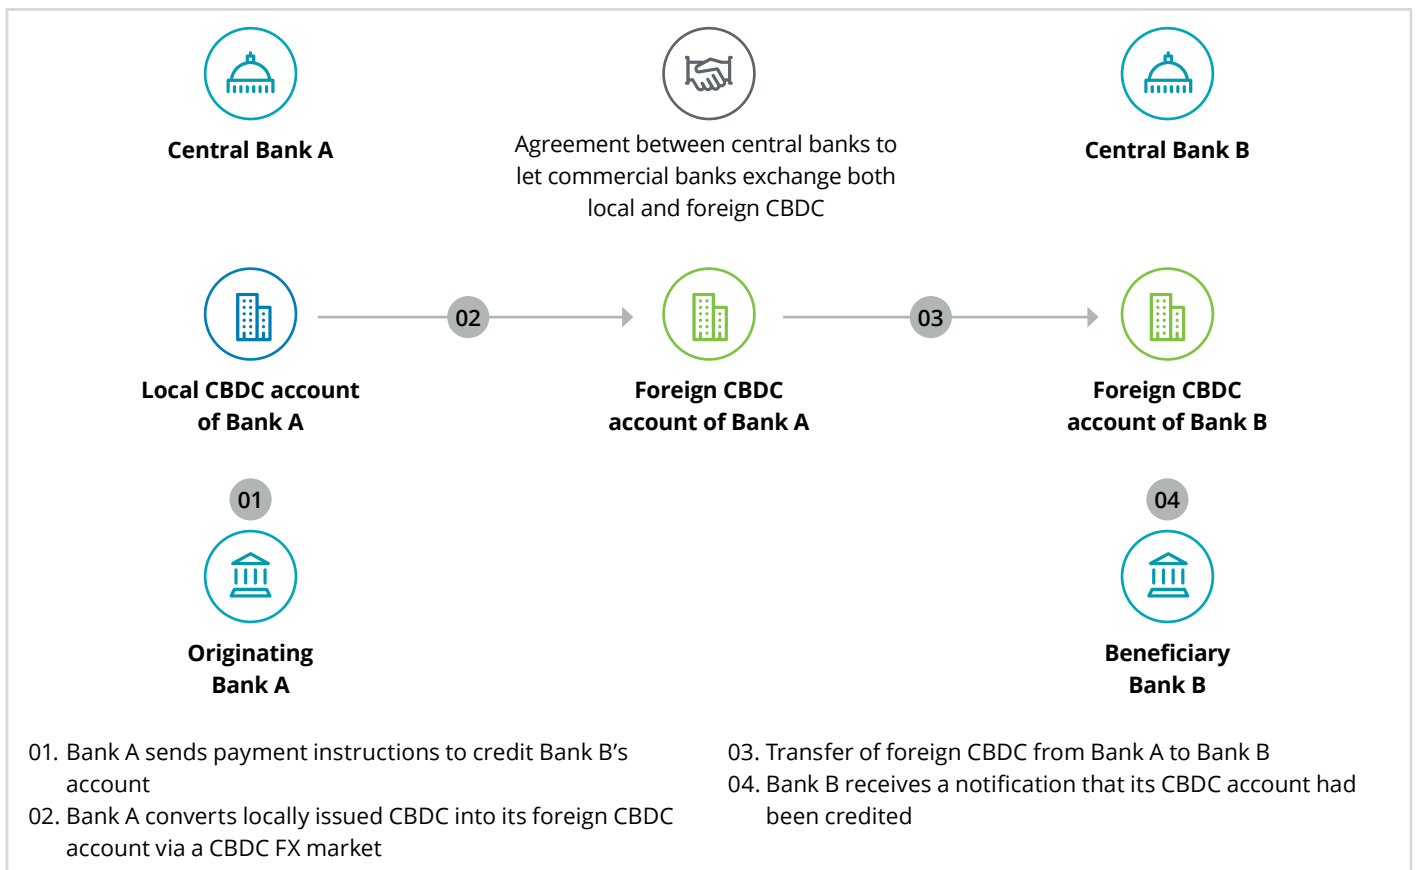 Central Bank A
Agreement between central banks to
let commercial banks exchange both
local and foreign CBDC
Central Bank B
02
03
Local CBDC account
of Bank A
Foreign CBDC
account of Bank A
Foreign CBDC
account of Bank B
01
04
Originating
Bank A
Beneficiary
Bank B
01. Bank A sends payment instructions to credit Bank B’s
account
02. Bank A converts locally issued CBDC into its foreign CBDC
account via a CBDC FX market
03. Transfer of foreign CBDC from Bank A to Bank B
04. Bank B receives a notification that its CBDC account had
been credited